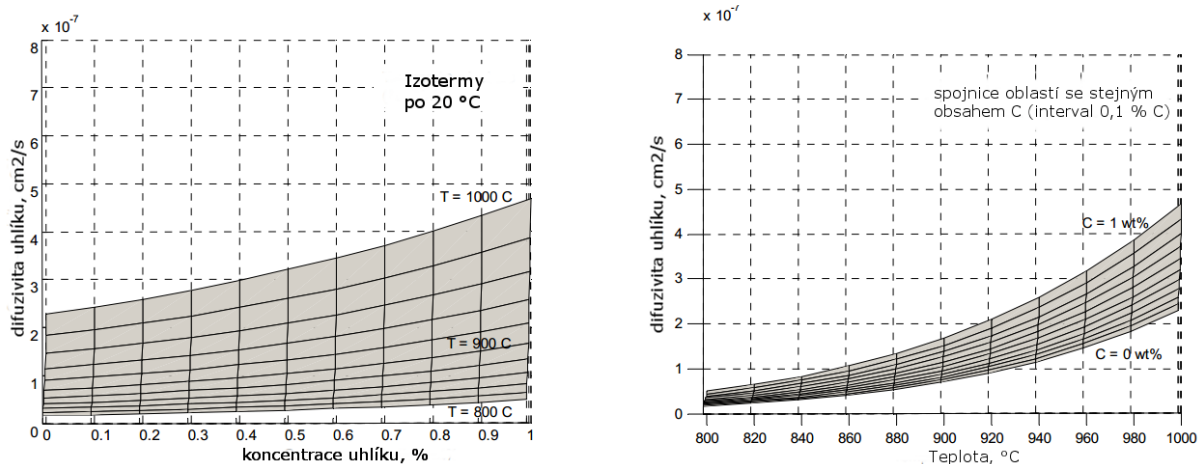 x 10⁻⁷
8
7
6
5
4
3
2
1
0
difuzivita uhlíku, cm2/s
Izotermy
po 20 °C
T = 1000 C
T = 900 C
T = 800 C
0 0.1 0.2 0.3 0.4 0.5 0.6 0.7 0.8 0.9 1
koncentrace uhlíku, %
x 10⁻⁷
8
7
6
5
4
3
2
1
0
difuzivita uhlíku, cm2/s
spojnice oblastí se stejným
obsahem C (interval 0,1 % C)
C = 1 wt%
C = 0 wt%
800 820 840 860 880 900 920 940 960 980 1000
Teplota, °C